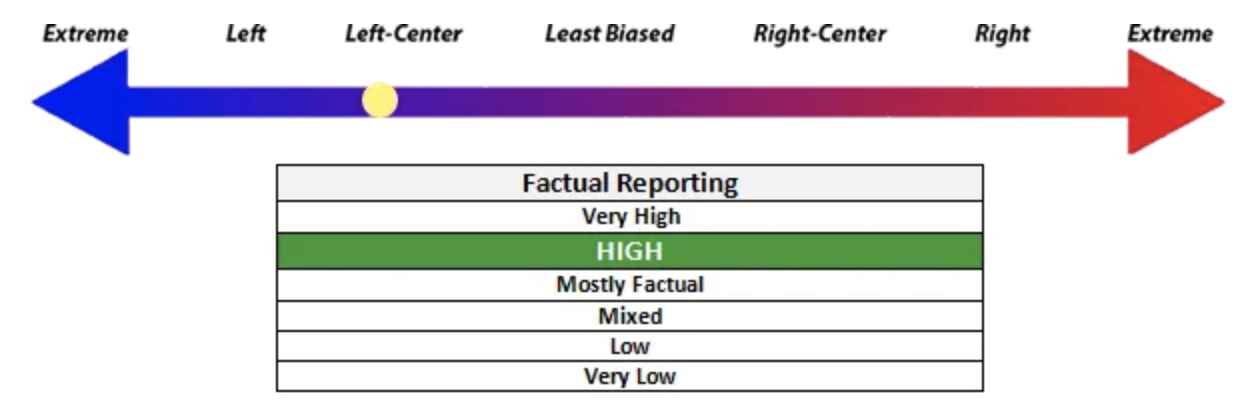 Extreme Left Left-Center Least Biased Right-Center Right Extreme
Factual Reporting
Very High
HIGH
Mostly Factual
Mixed
Low
Very Low